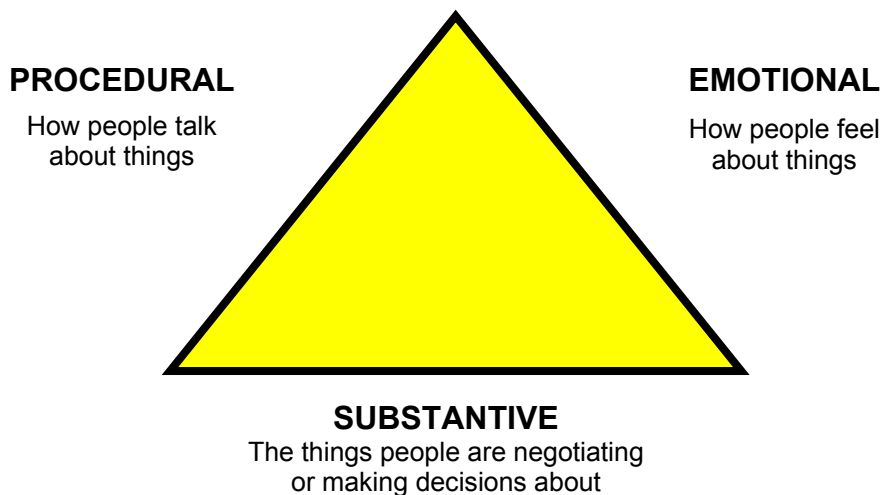 PROCEDURAL
How people talk
about things
EMOTIONAL
How people feel
about things
SUBSTANTIVE
The things people are negotiating
or making decisions about